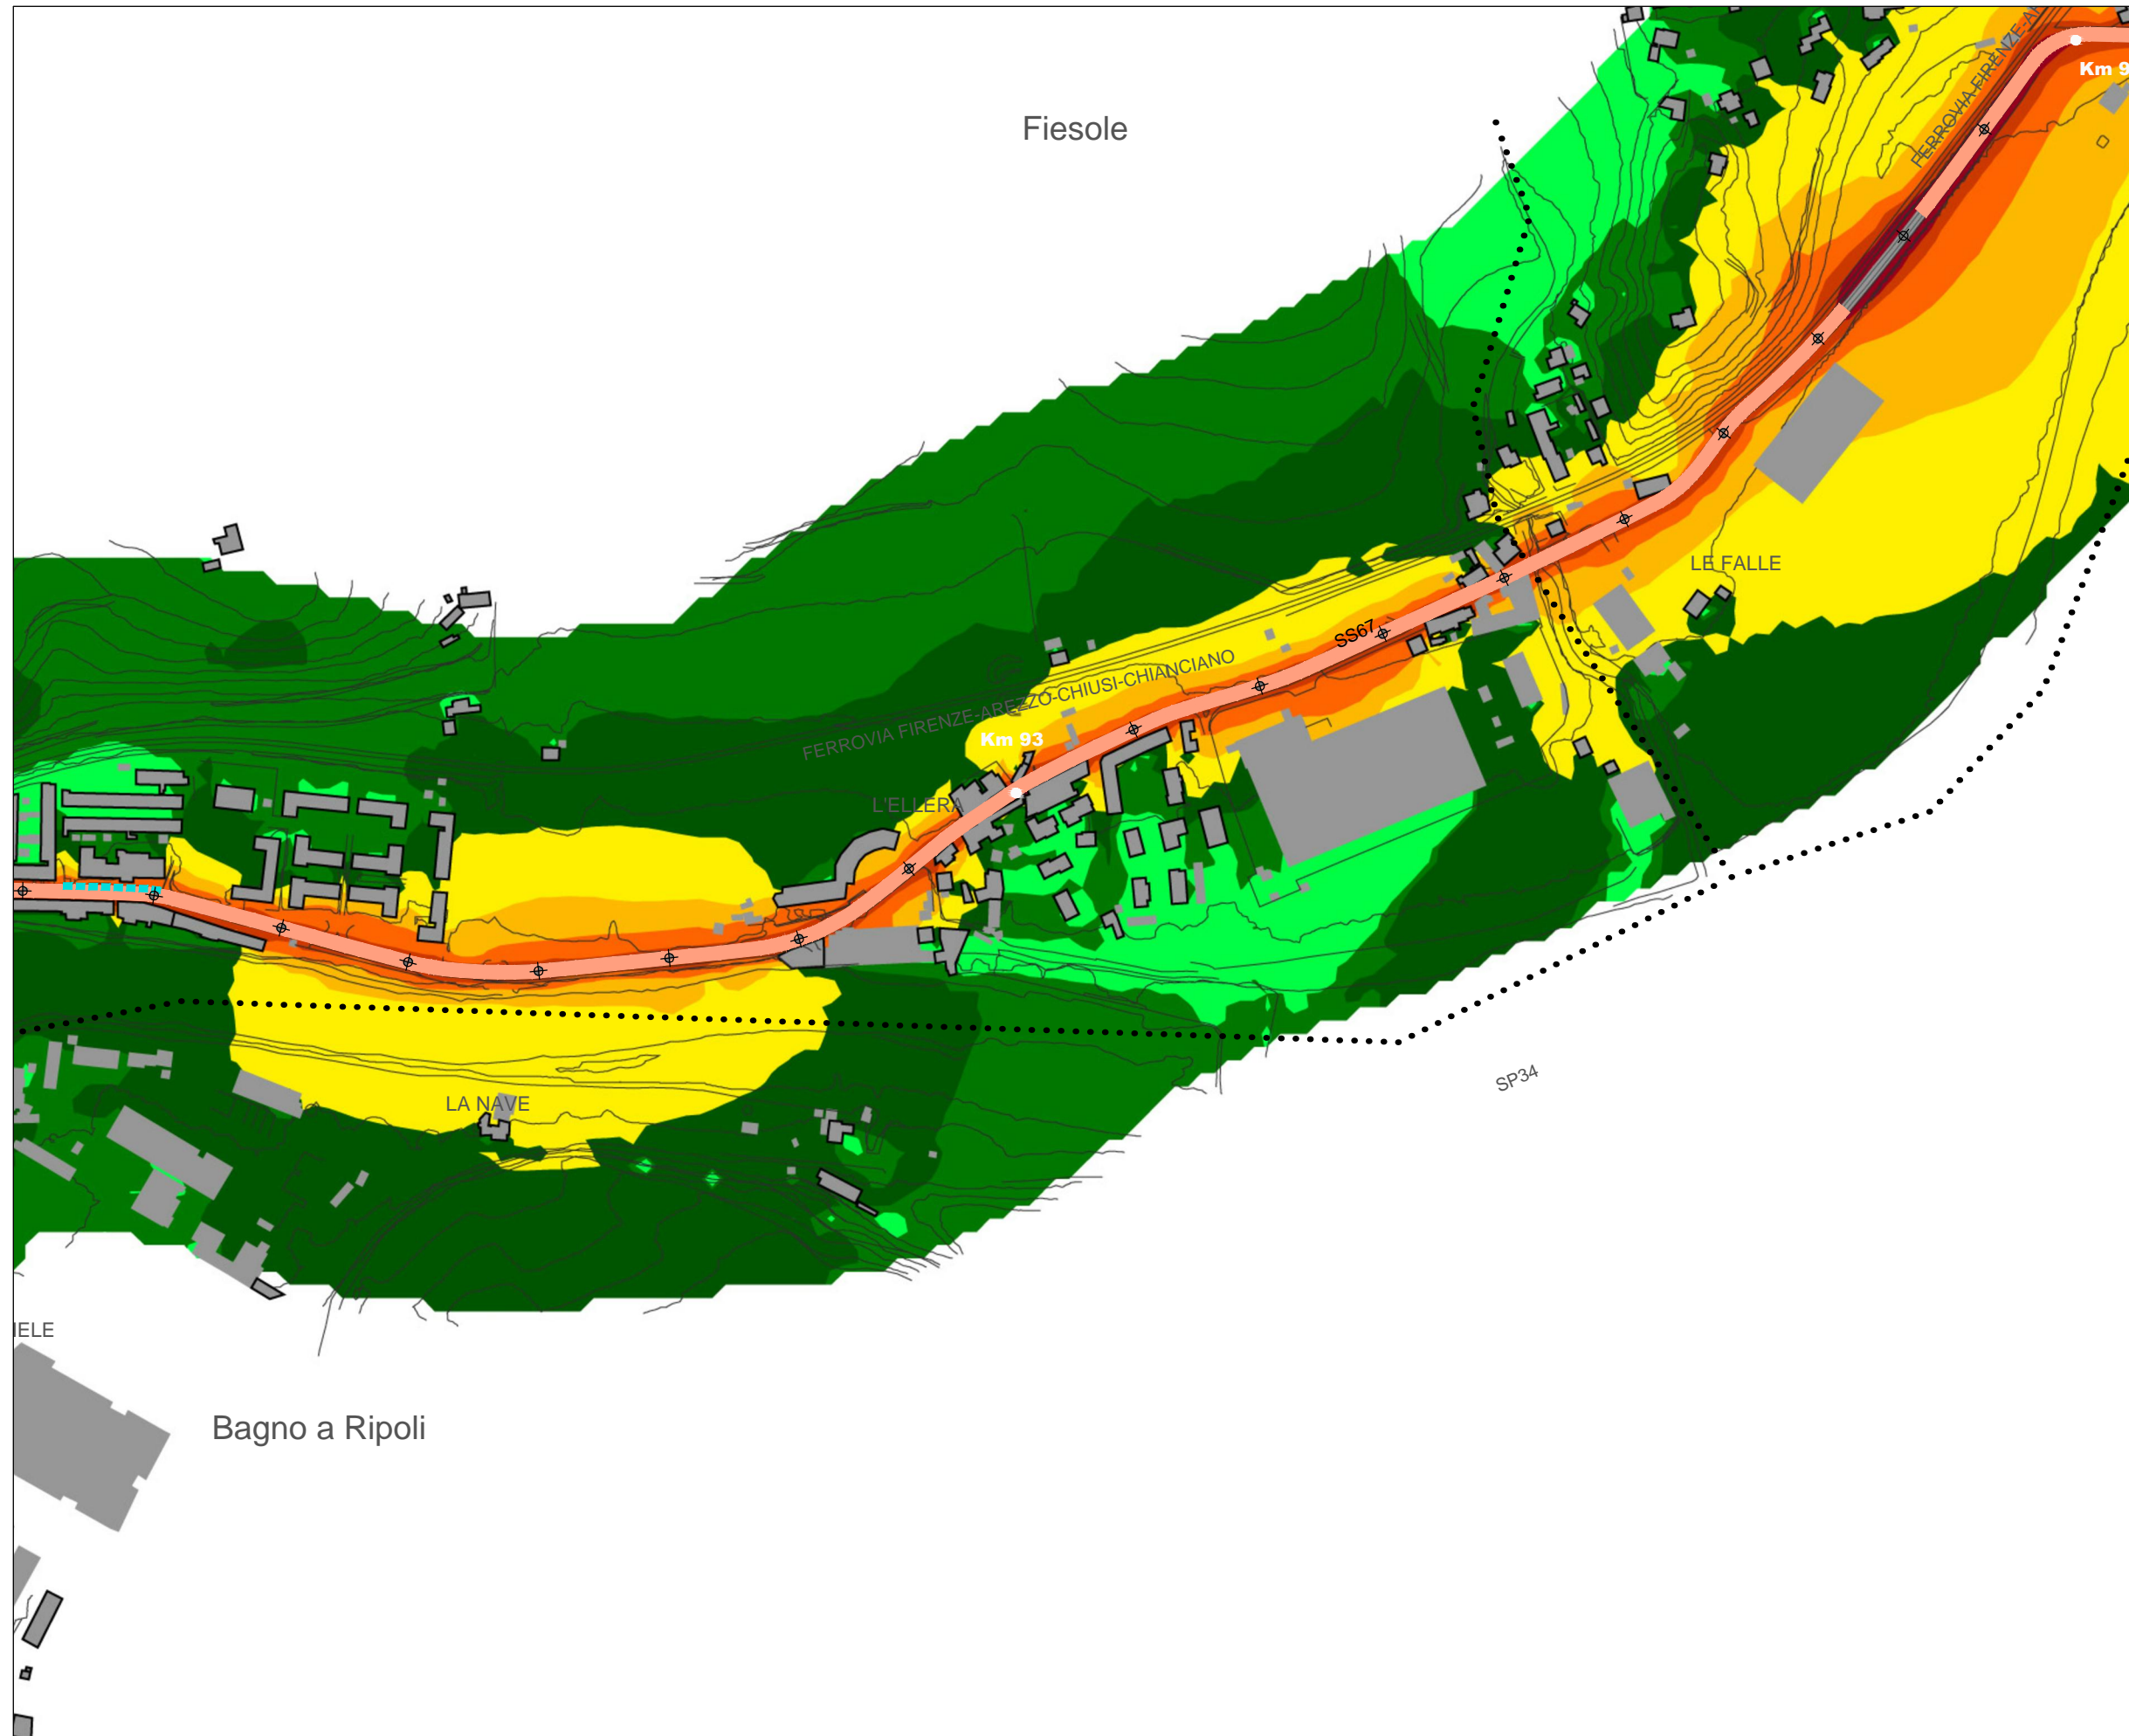 FERROVIA FIRENZE-AR
Km 9
Fiesole
LE FALLE
SS67
FERROVIA FIRENZE-AREZZO-CHIUSI-CHIANCIANO
Km 93
L'ELLERA
SP34
LA NAVE
IELE
Bagno a Ripoli